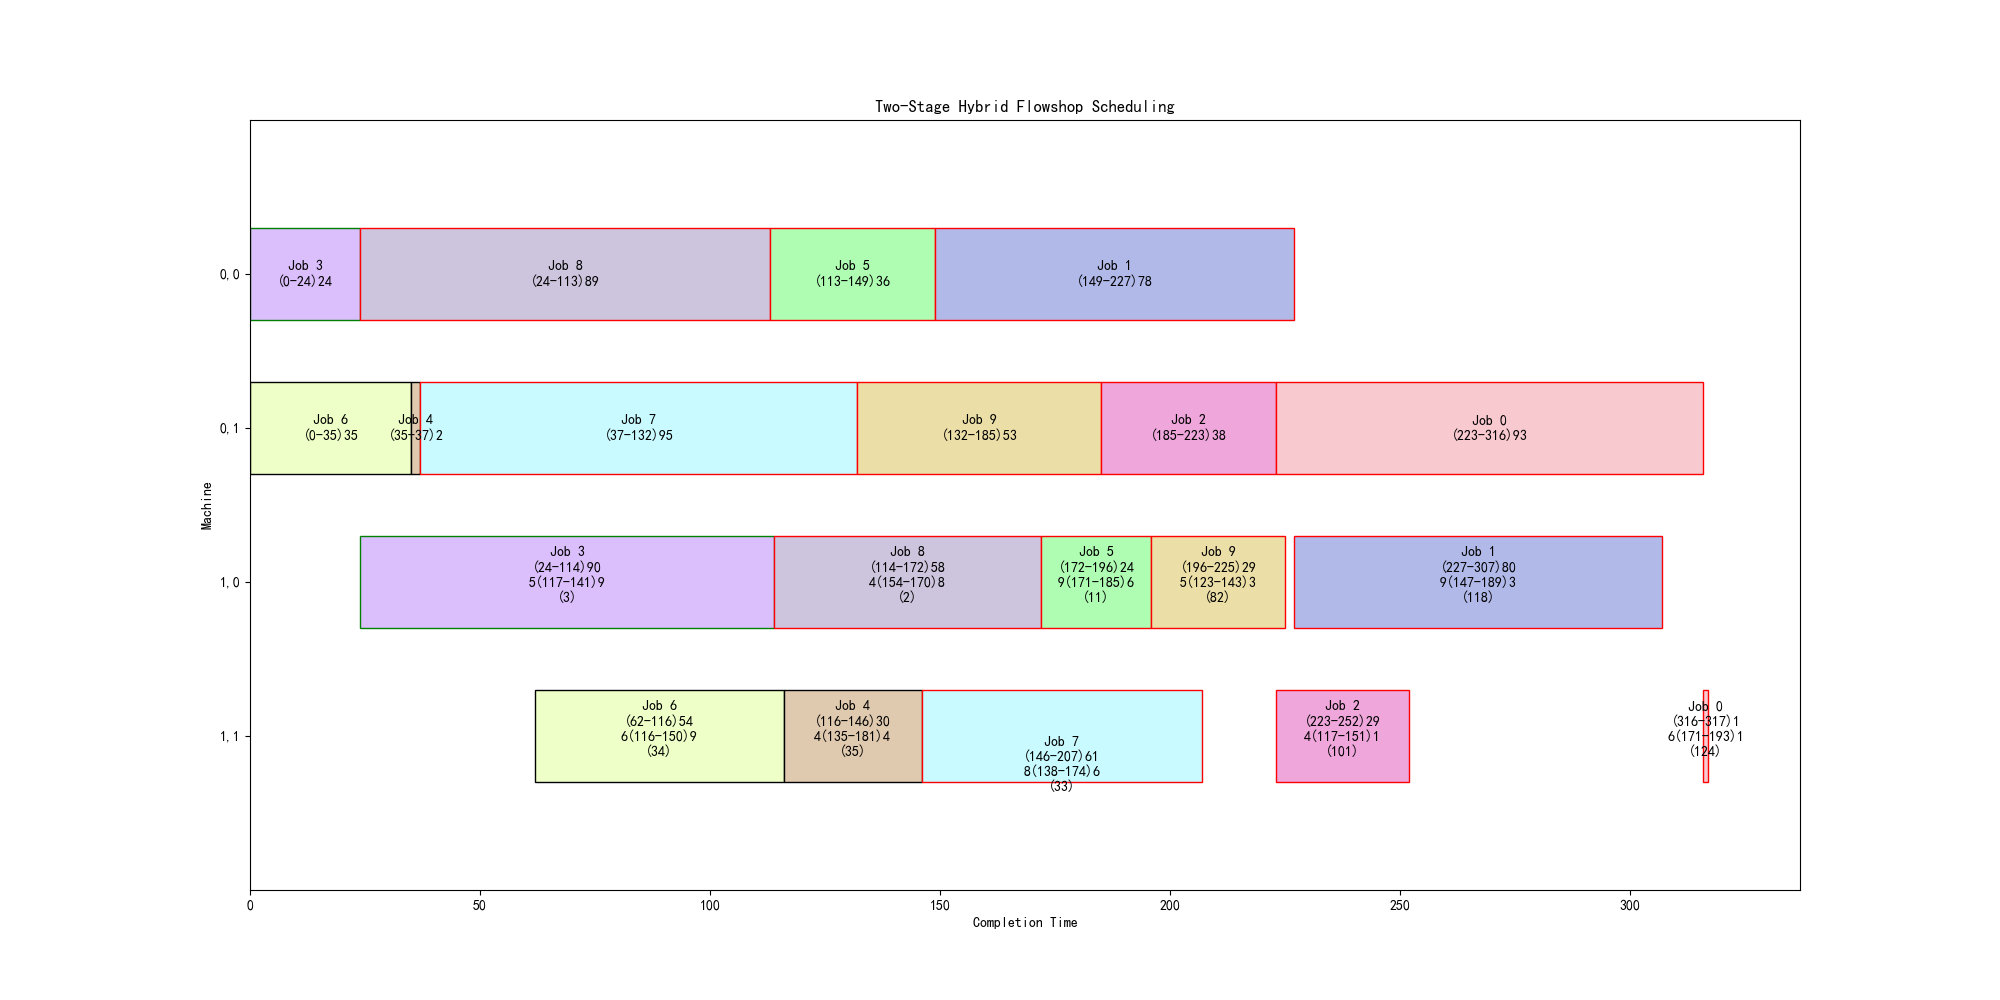 Two-Stage Hybrid Flowshop Scheduling
Machine
0,0
Job 3
(0-24)24
Job 8
(24-113)89
Job 5
(113-149)36
Job 1
(149-227)78
0,1
Job 6
(0-35)35
Job 4
(35-37)2
Job 7
(37-132)95
Job 9
(132-185)53
Job 2
(185-223)38
Job 0
(223-316)93
1,0
Job 3
(24-114)90
5(117-141)9
(3)
Job 8
(114-172)58
4(154-170)8
(2)
Job 5
(172-196)24
9(171-185)6
(11)
Job 9
(196-225)29
5(123-143)3
(82)
Job 1
(227-307)80
9(147-189)3
(118)
1,1
Job 6
(62-116)54
6(116-150)9
(34)
Job 4
(116-146)30
4(135-181)4
(35)
Job 7
(146-207)61
8(138-174)6
(33)
Job 2
(223-252)29
4(117-151)1
(101)
Job 0
(316-317)1
6(171-193)1
(124)
0 50 100 150 200 250 300
Completion Time